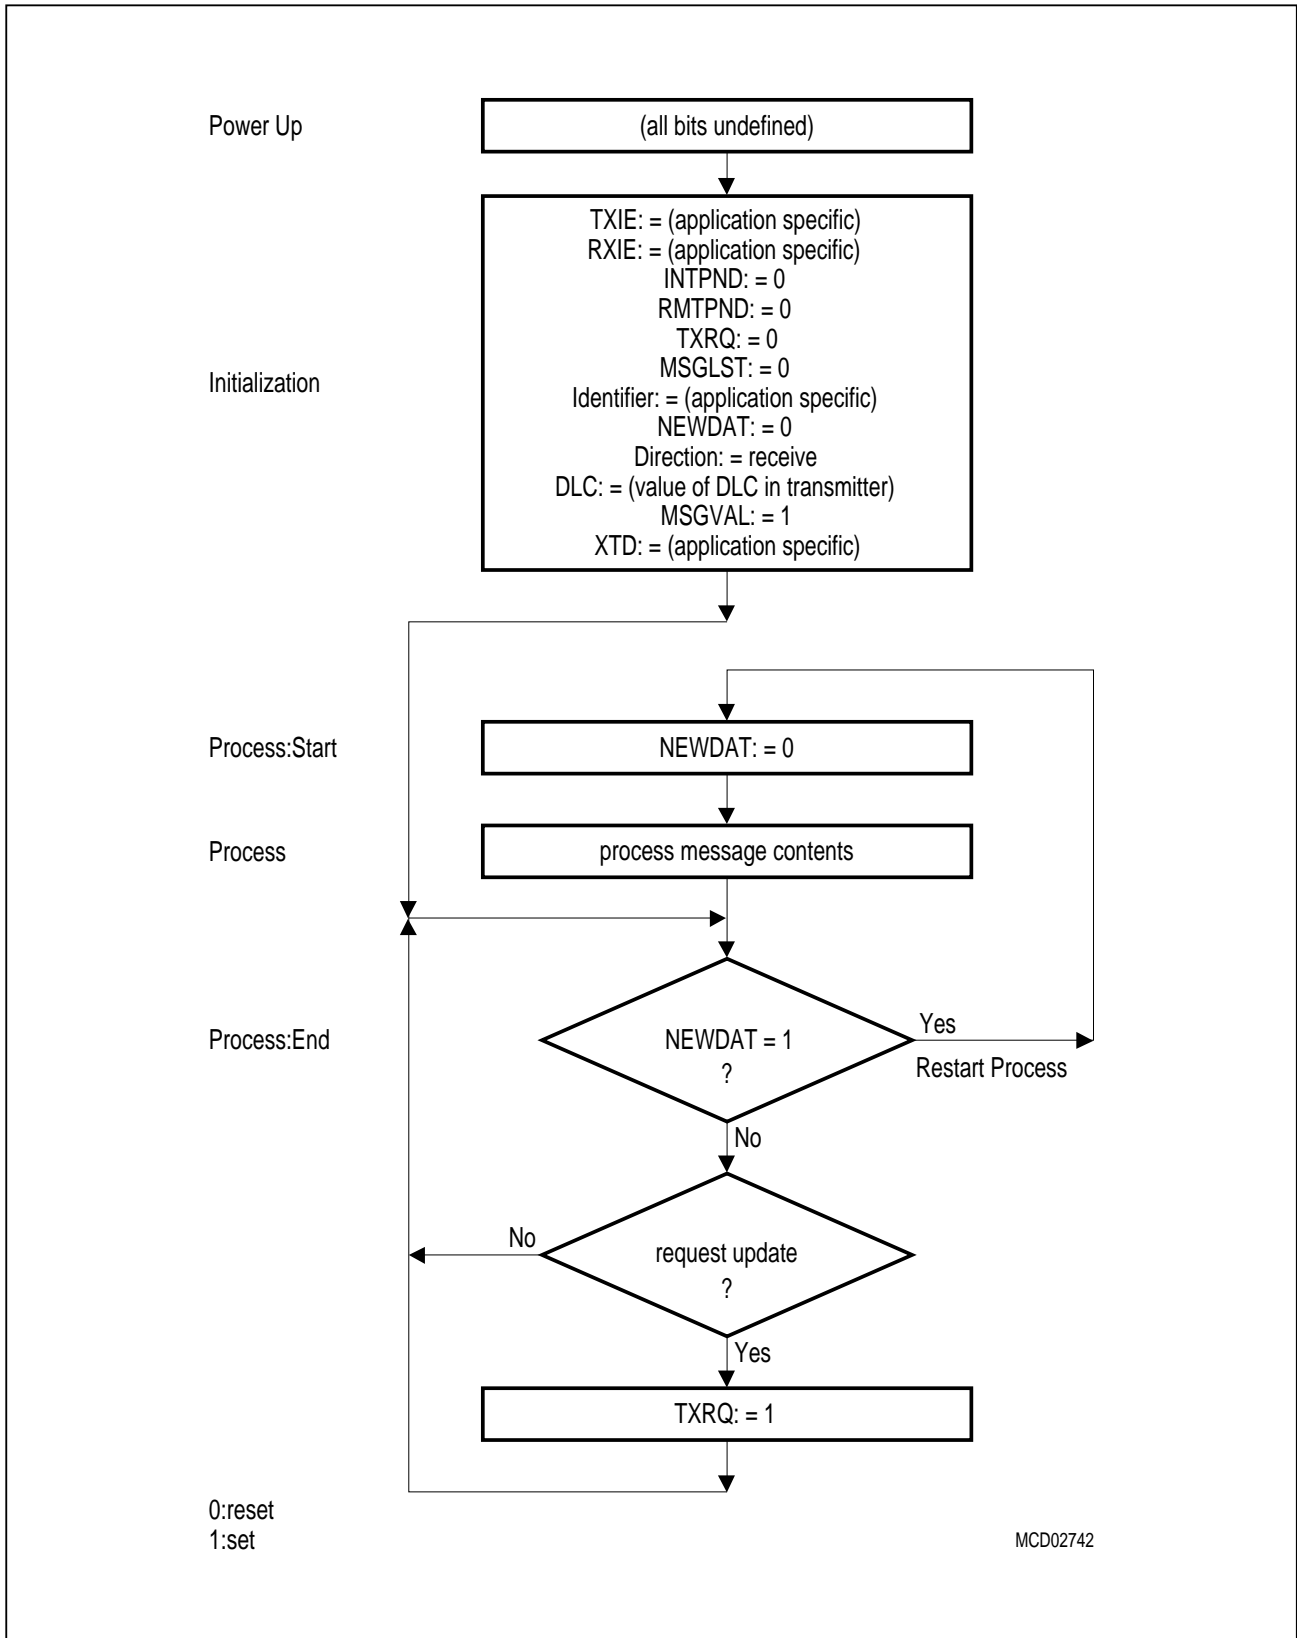 Power Up
(all bits undefined)
Initialization
TXIE: = (application specific)
RXIE: = (application specific)
INTPND: = 0
RMTPND: = 0
TXRQ: = 0
MSGLST: = 0
Identifier: = (application specific)
NEWDAT: = 0
Direction: = receive
DLC: = (value of DLC in transmitter)
MSGVAL: = 1
XTD: = (application specific)
Process:Start
NEWDAT: = 0
Process
process message contents
Process:End
NEWDAT = 1
?
Yes
Restart Process
No
request update
?
No
Yes
TXRQ: = 1
0:reset
1:set
MCD02742